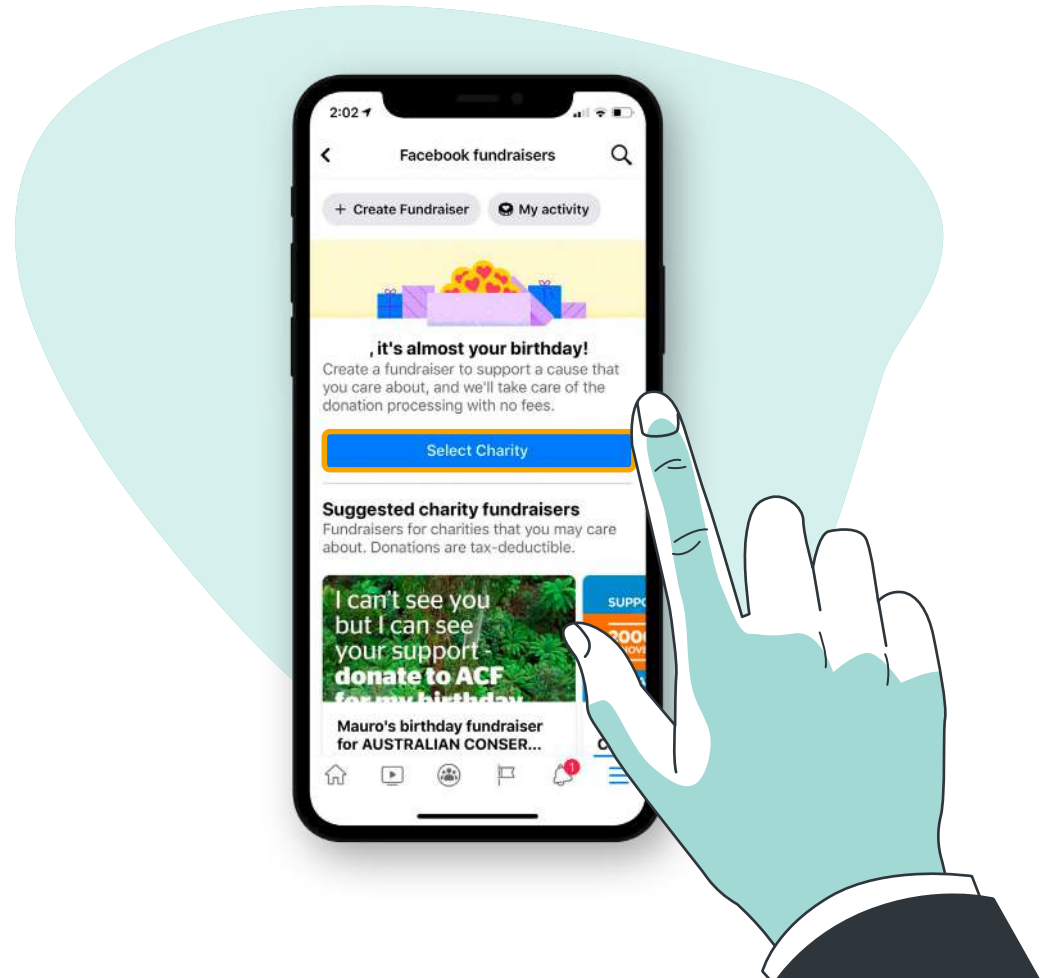 2:02
Facebook fundraisers
+ Create Fundraiser
My activity
, it's almost your birthday!
Create a fundraiser to support a cause that
you care about, and we'll take care of the
donation processing with no fees.
Select Charity
Suggested charity fundraisers
Fundraisers for charities that you may care
about. Donations are tax-deductible.
I can't see you
but I can see
your support -
donate to ACF
for my birthday
Mauro's birthday fundraiser
for AUSTRALIAN CONSER...
1